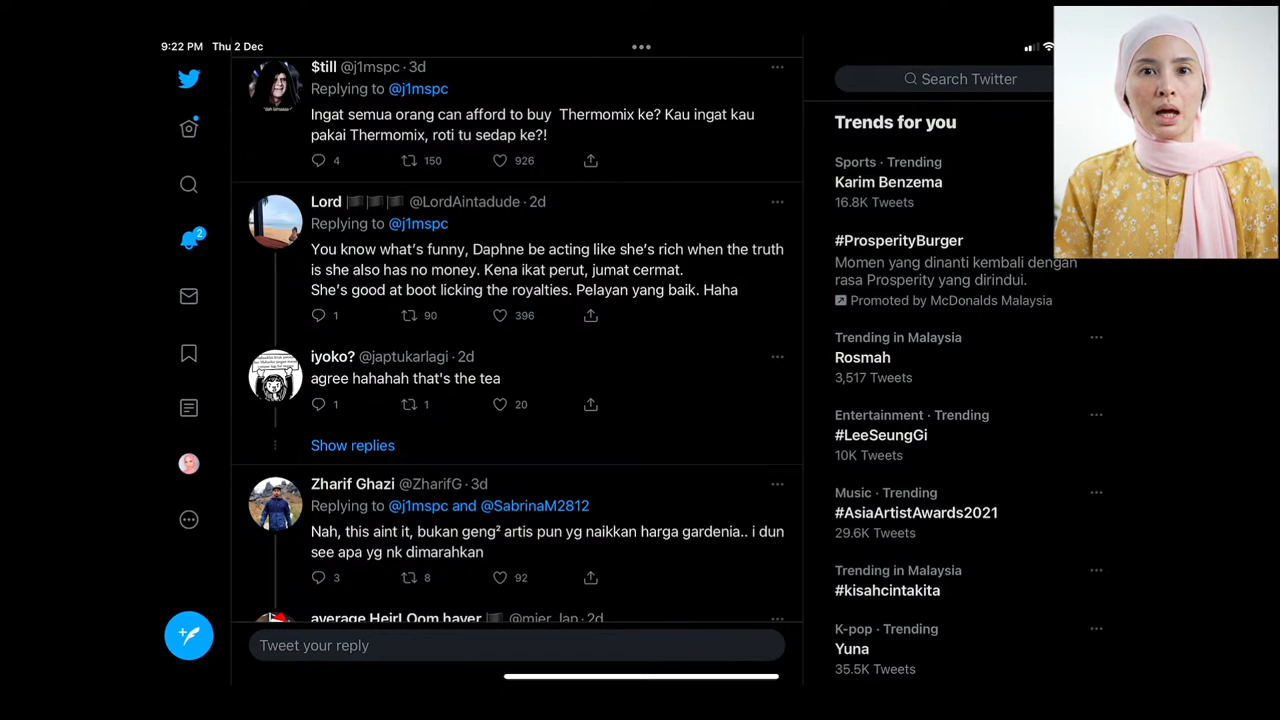 9:22 PM Thu 2 Dec
$till @j1mspc · 3d
Replying to @j1mspc
Ingat semua orang can afford to buy Thermomix ke? Kau ingat kau
pakai Thermomix, roti tu sedap ke?!
4 150 926
Lord @LordAintadude · 2d
Replying to @j1mspc
You know what's funny, Daphne be acting like she's rich when the truth
is she also has no money. Kena ikat perut, jumat cermat.
She's good at boot licking the royalties. Pelayan yang baik. Haha
1 90 396
iyoko? @japtukarlagi · 2d
agree hahahah that's the tea
1 1 20
Show replies
Zharif Ghazi @ZharifG · 3d
Replying to @j1mspc and @SabrinaM2812
Nah, this aint it, bukan geng² artis pun yg naikkan harga gardenia.. i dun
see apa yg nk dimarahkan
3 8 92
average HeirLOom haver @mier_lan · 2d
Tweet your reply
2
Search Twitter
Trends for you
Sports · Trending
Karim Benzema
16.8K Tweets
#ProsperityBurger
Momen yang dinanti kembali dengan
rasa Prosperity yang dirindui.
Promoted by McDonalds Malaysia
Trending in Malaysia
Rosmah
3,517 Tweets
Entertainment · Trending
#LeeSeungGi
10K Tweets
Music · Trending
#AsiaArtistAwards2021
29.6K Tweets
Trending in Malaysia
#kisahcintakita
K-pop · Trending
Yuna
35.5K Tweets